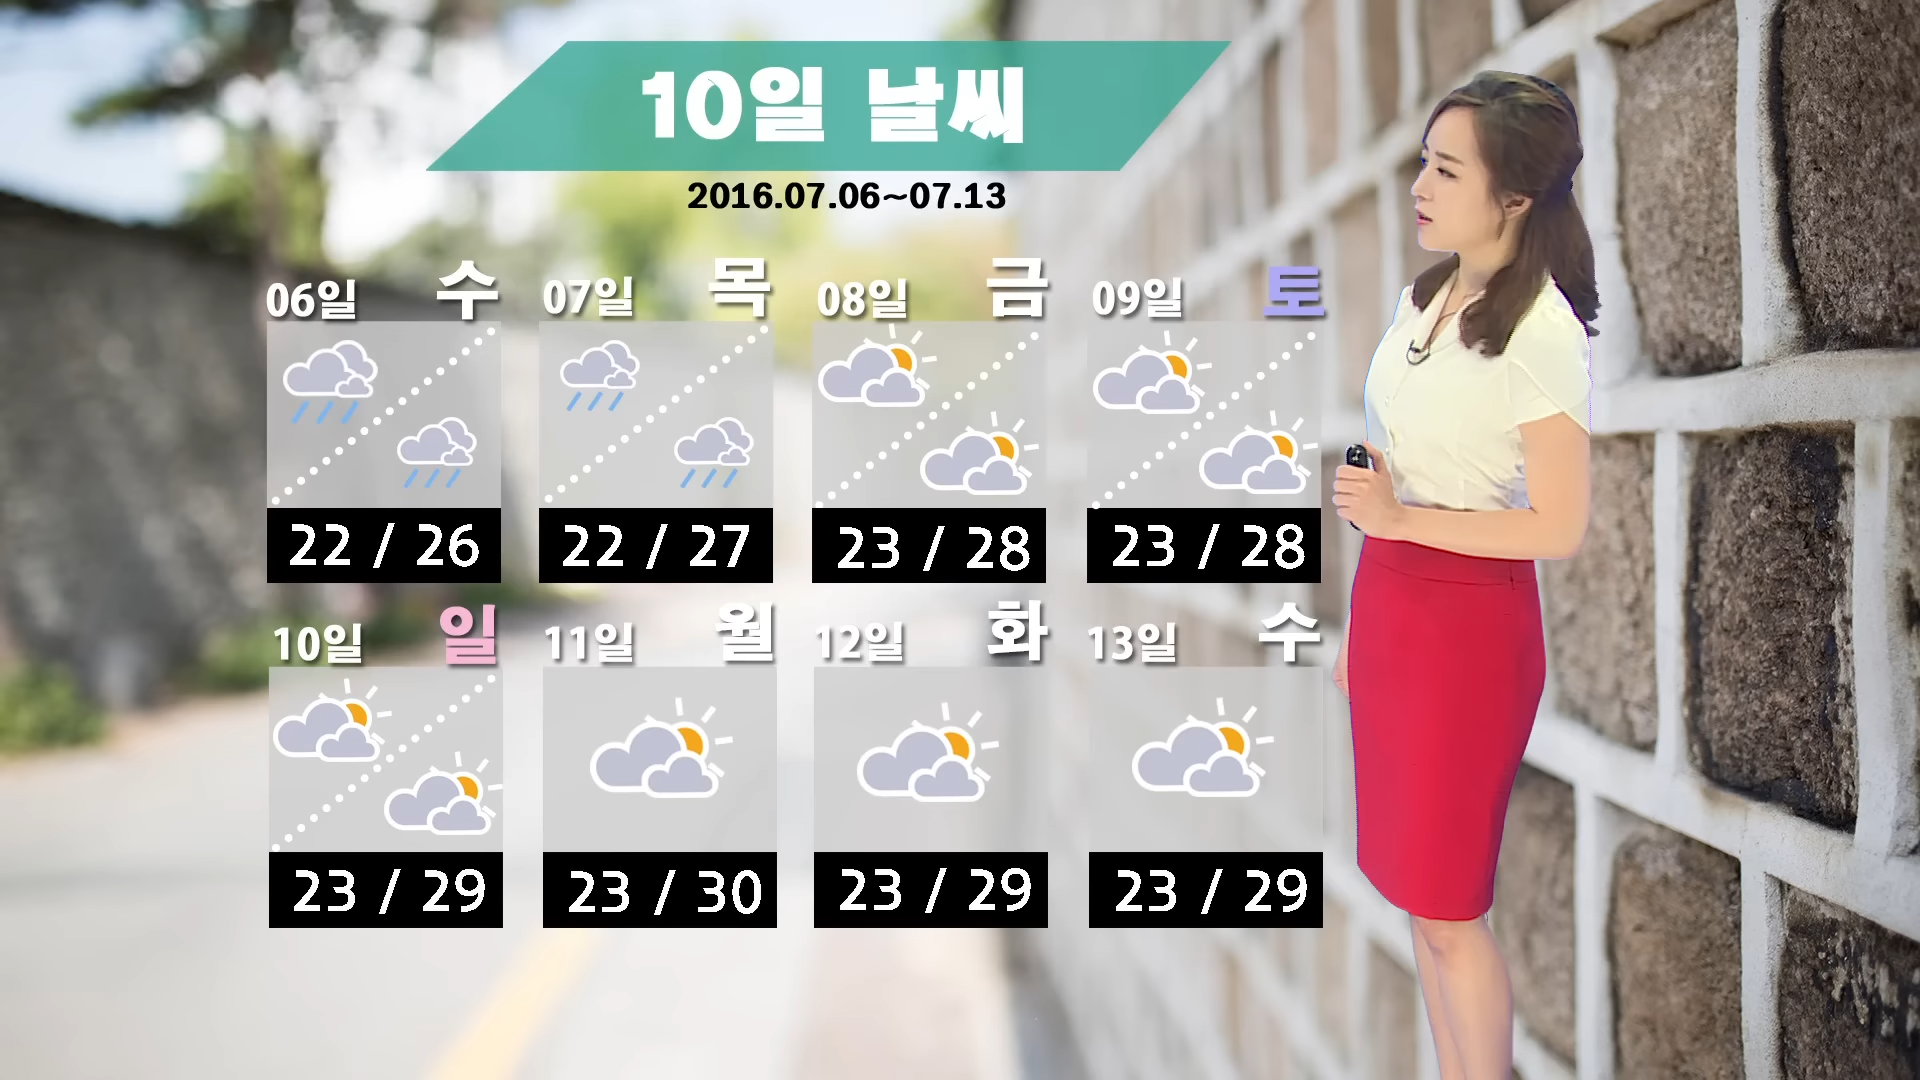 10일 날씨
2016.07.06~07.13
06일 수 07일 목 08일 금 09일 토
22 / 26 22 / 27 23 / 28 23 / 28
10일 일 11일 월 12일 화 13일 수
23 / 29 23 / 30 23 / 29 23 / 29